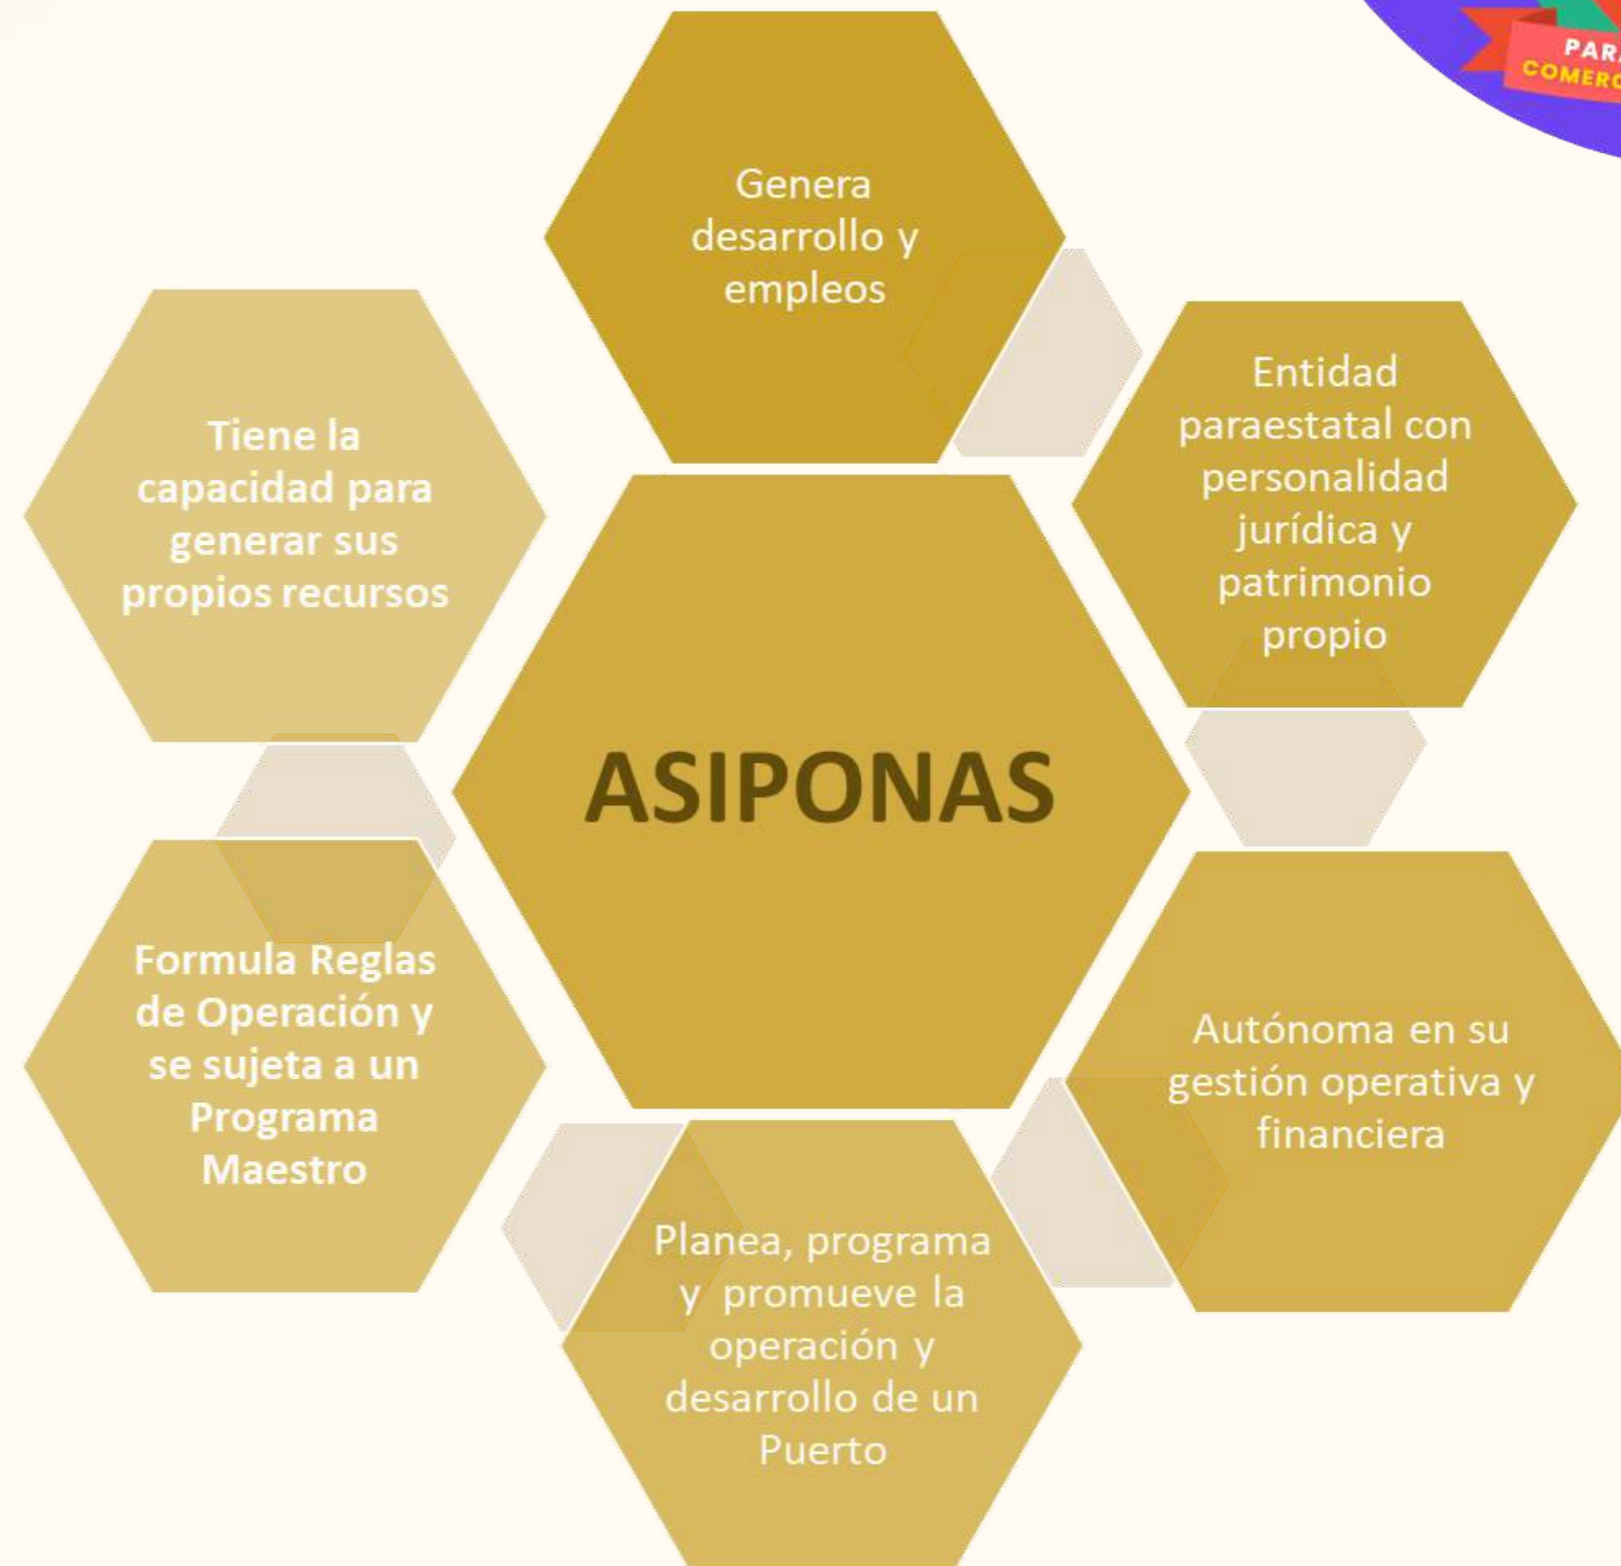 Genera
desarrollo y
empleos
Entidad
paraestatal con
personalidad
jurídica y
patrimonio
propio
Autónoma en su
gestión operativa y
financiera
Planea, programa
y promueve la
operación y
desarrollo de un
Puerto
Formula Reglas
de Operación y
se sujeta a un
Programa
Maestro
Tiene la
capacidad para
generar sus
propios recursos
ASIPONAS